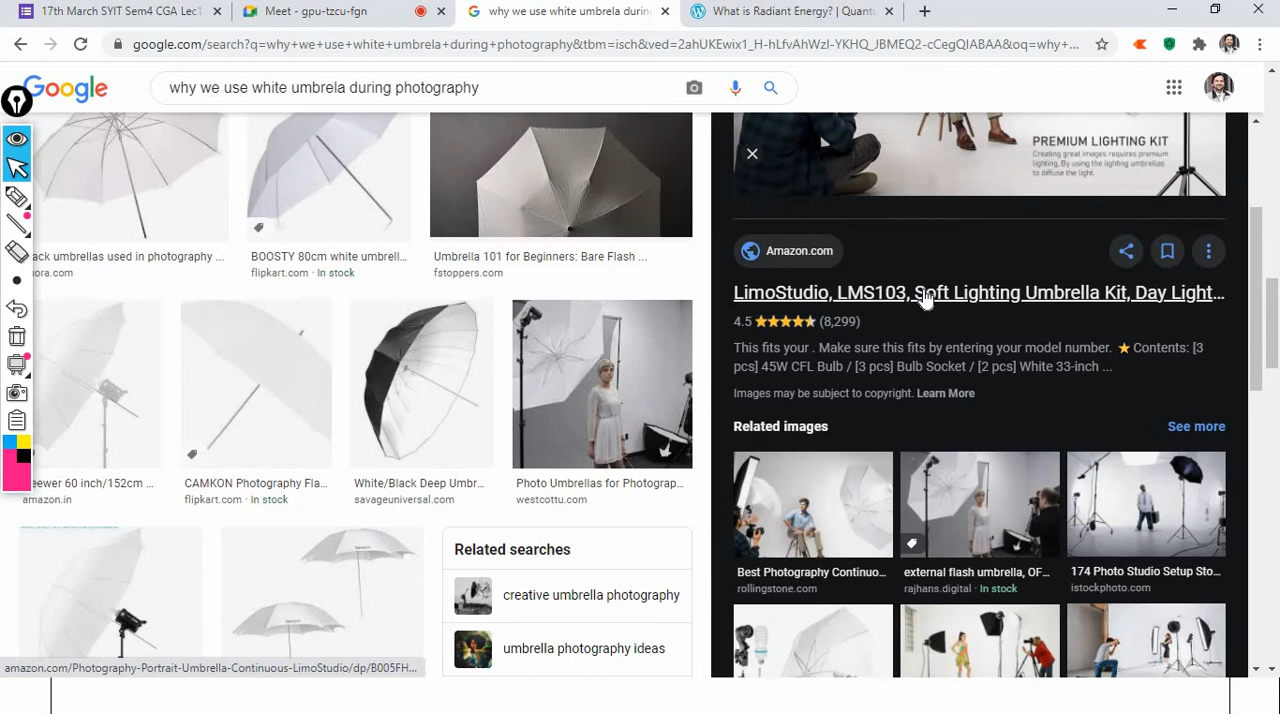 17th March SYIT Sem4 CGA Lec1
Meet - gpu-tzcu-fgn
why we use white umbrela durin
What is Radiant Energy? | Quant
google.com/search?q=why+we+use+white+umbrela+during+photography&tbm=isch&ved=2ahUKEwix1_H-hLfvAhWzI-YKHQ_JBMEQ2-cCegQIABAA&oq=why+...
Google
why we use white umbrela during photography
PREMIUM LIGHTING KIT
Creating great images requires premium
lighting. By using the lighting umbrellas
to diffuse the light.
ack umbrellas used in photography ...
ora.com
BOOSTY 80cm white umbrell...
flipkart.com · In stock
Umbrella 101 for Beginners: Bare Flash ...
fstoppers.com
Amazon.com
LimoStudio, LMS103, Soft Lighting Umbrella Kit, Day Light...
4.5 ★★★★★ (8,299)
This fits your . Make sure this fits by entering your model number. ⭐ Contents: [3
pcs] 45W CFL Bulb / [3 pcs] Bulb Socket / [2 pcs] White 33-inch ...
Images may be subject to copyright. Learn More
Related images
See more
eewer 60 inch/152cm ...
amazon.in
CAMKON Photography Fla...
flipkart.com · In stock
White/Black Deep Umbr...
savageuniversal.com
Photo Umbrellas for Photograp...
westcottu.com
Best Photography Continuo...
rollingstone.com
external flash umbrella, OF...
rajhans.digital · In stock
174 Photo Studio Setup Sto...
istockphoto.com
Related searches
creative umbrella photography
umbrella photography ideas
amazon.com/Photography-Portrait-Umbrella-Continuous-LimoStudio/dp/B005FH...